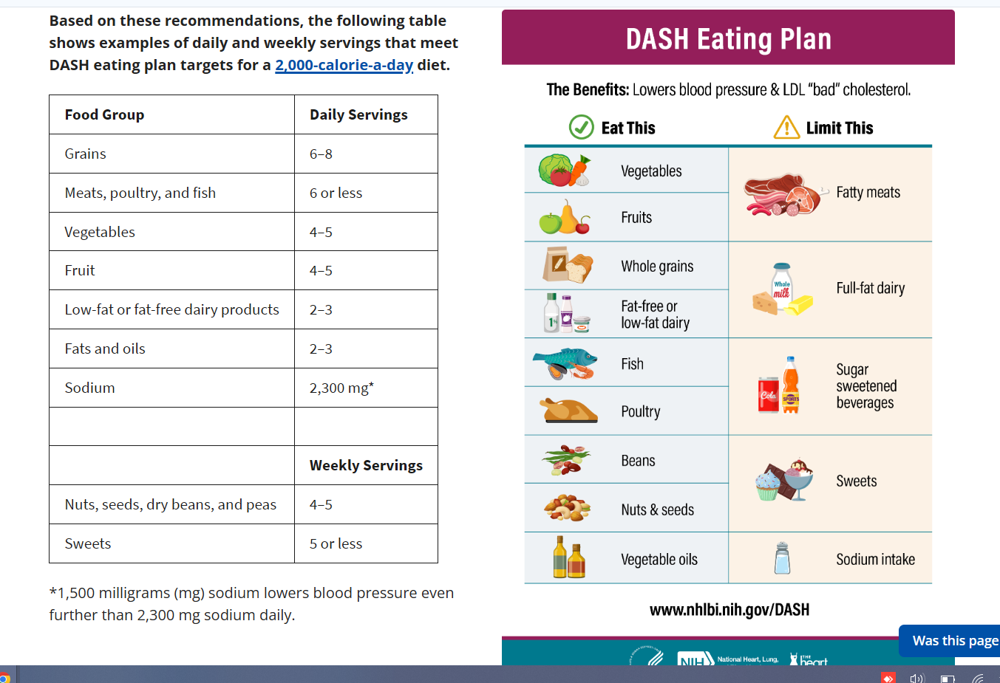 Based on these recommendations, the following table
shows examples of daily and weekly servings that meet
DASH eating plan targets for a 2,000-calorie-a-day diet.
Food Group Daily Servings
Grains 6–8
Meats, poultry, and fish 6 or less
Vegetables 4–5
Fruit 4–5
Low-fat or fat-free dairy products 2–3
Fats and oils 2–3
Sodium 2,300 mg*
Weekly Servings
Nuts, seeds, dry beans, and peas 4–5
Sweets 5 or less
*1,500 milligrams (mg) sodium lowers blood pressure even
further than 2,300 mg sodium daily.
DASH Eating Plan
The Benefits: Lowers blood pressure & LDL “bad” cholesterol.
Eat This
Vegetables
Fruits
Whole grains
1%
Fat-free or
low-fat dairy
Fish
Poultry
Beans
Nuts & seeds
Vegetable oils
Limit This
Fatty meats
Whole
milk
Full-fat dairy
Cola
SPORTS
Sugar
sweetened
beverages
Sweets
Sodium intake
www.nhlbi.nih.gov/DASH
Was this page
NIH
National Heart, Lung,
THE
heart